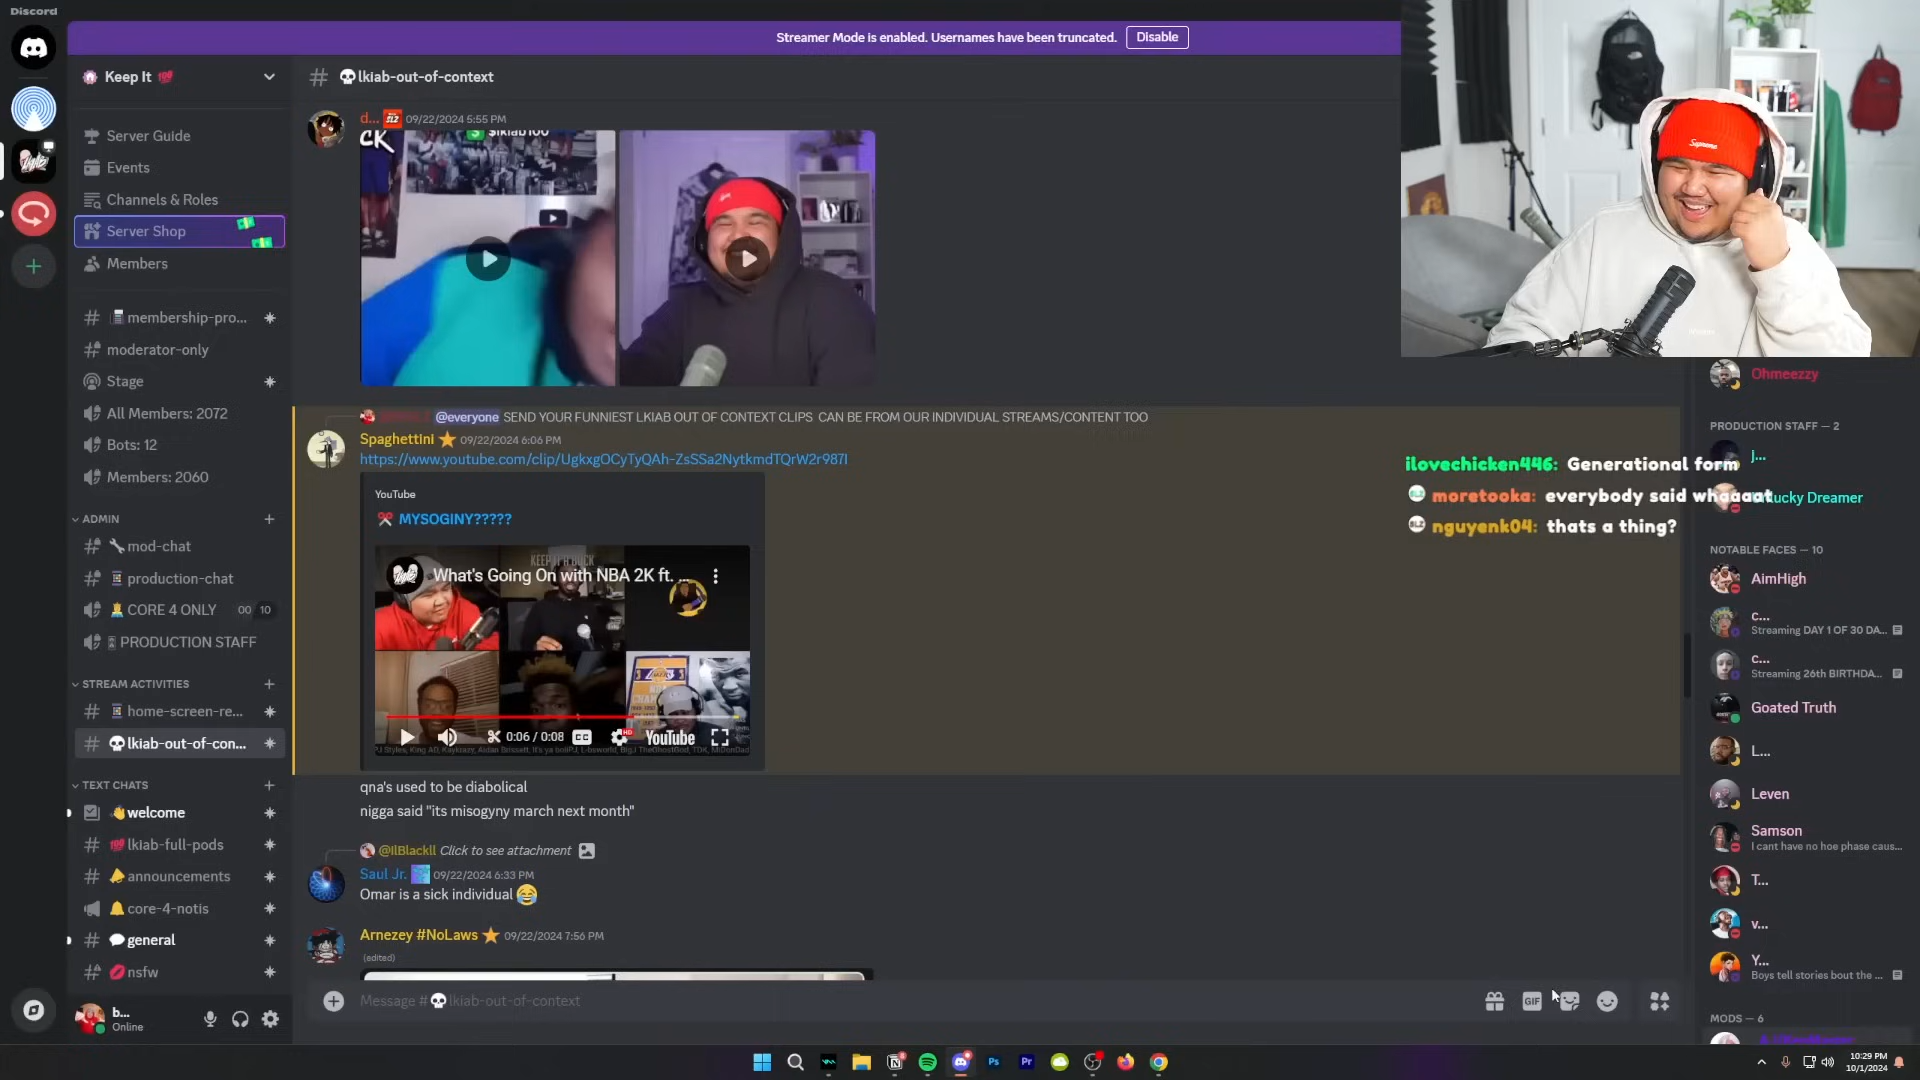 Discord
Streamer Mode is enabled. Usernames have been truncated.
Disable
Keep It 💯
Server Guide
Events
Channels & Roles
Server Shop
Members
membership-pro...
moderator-only
Stage
All Members: 2072
Bots: 12
Members: 2060
ADMIN
mod-chat
production-chat
CORE 4 ONLY
00 10
PRODUCTION STAFF
STREAM ACTIVITIES
home-screen-re...
lkiab-out-of-con...
TEXT CHATS
welcome
lkiab-full-pods
announcements
core-4-notis
general
nsfw
b...
Online
lkiab-out-of-context
d...
09/22/2024 5:55 PM
@everyone SEND YOUR FUNNIEST LKIAB OUT OF CONTEXT CLIPS CAN BE FROM OUR INDIVIDUAL STREAMS/CONTENT TOO
Spaghettini
09/22/2024 6:06 PM
https://www.youtube.com/clip/UgkxgOCyTyQAh-ZsSSa2NytkmdTQrW2r987I
YouTube
MYSOGINY?????
What's Going On with NBA 2K ft. ...
0:06 / 0:08
CC
HD
YouTube
qna's used to be diabolical
nigga said "its misogyny march next month"
@IlBlackll Click to see attachment
Saul Jr.
09/22/2024 6:33 PM
Omar is a sick individual 😂
Arnezey #NoLaws
09/22/2024 7:56 PM
(edited)
Message #💀lkiab-out-of-context
GIF
Supreme
Ohmeezzy
PRODUCTION STAFF — 2
j...
ucky Dreamer
ilovechicken446: Generational form
moretooka: everybody said whaaaat
nguyenk04: thats a thing?
NOTABLE FACES — 10
AimHigh
c...
Streaming DAY 1 OF 30 DA...
c...
Streaming 26th BIRTHDA...
Goated Truth
L...
Leven
Samson
I cant have no hoe phase caus...
T...
v...
Y...
Boys tell stories bout the ...
MODS — 6
Ps
Pr
10:29 PM
10/1/2024